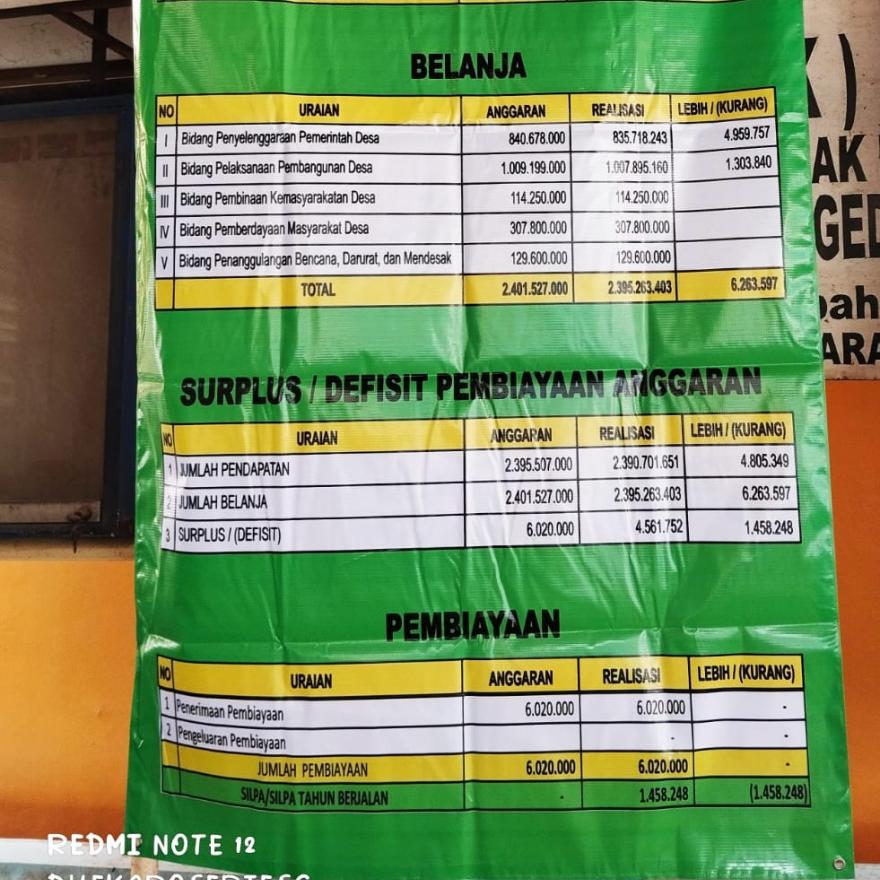 BELANJA
NO URAIAN ANGGARAN REALISASI LEBIH / (KURANG)
I Bidang Penyelenggaraan Pemerintah Desa 840.678.000 835.718.243 4.959.757
II Bidang Pelaksanaan Pembangunan Desa 1.009.199.000 1.007.895.160 1.303.840
III Bidang Pembinaan Kemasyarakatan Desa 114.250.000 114.250.000
IV Bidang Pemberdayaan Masyarakat Desa 307.800.000 307.800.000
V Bidang Penanggulangan Bencana, Darurat, dan Mendesak 129.600.000 129.600.000
TOTAL 2.401.527.000 2.395.263.403 6.263.597
SURPLUS / DEFISIT PEMBIAYAAN ANGGARAN
NO URAIAN ANGGARAN REALISASI LEBIH / (KURANG)
1 JUMLAH PENDAPATAN 2.395.507.000 2.390.701.651 4.805.349
2 JUMLAH BELANJA 2.401.527.000 2.395.263.403 6.263.597
3 SURPLUS / (DEFISIT) 6.020.000 4.561.752 1.458.248
PEMBIAYAAN
NO URAIAN ANGGARAN REALISASI LEBIH / (KURANG)
1 Penerimaan Pembiayaan 6.020.000 6.020.000 -
2 Pengeluaran Pembiayaan - -
JUMLAH PEMBIAYAAN 6.020.000 6.020.000 -
SILPA/SILPA TAHUN BERJALAN - 1.458.248 (1.458.248)
K )
AK
GED
bah
ARA
REDMI NOTE 12